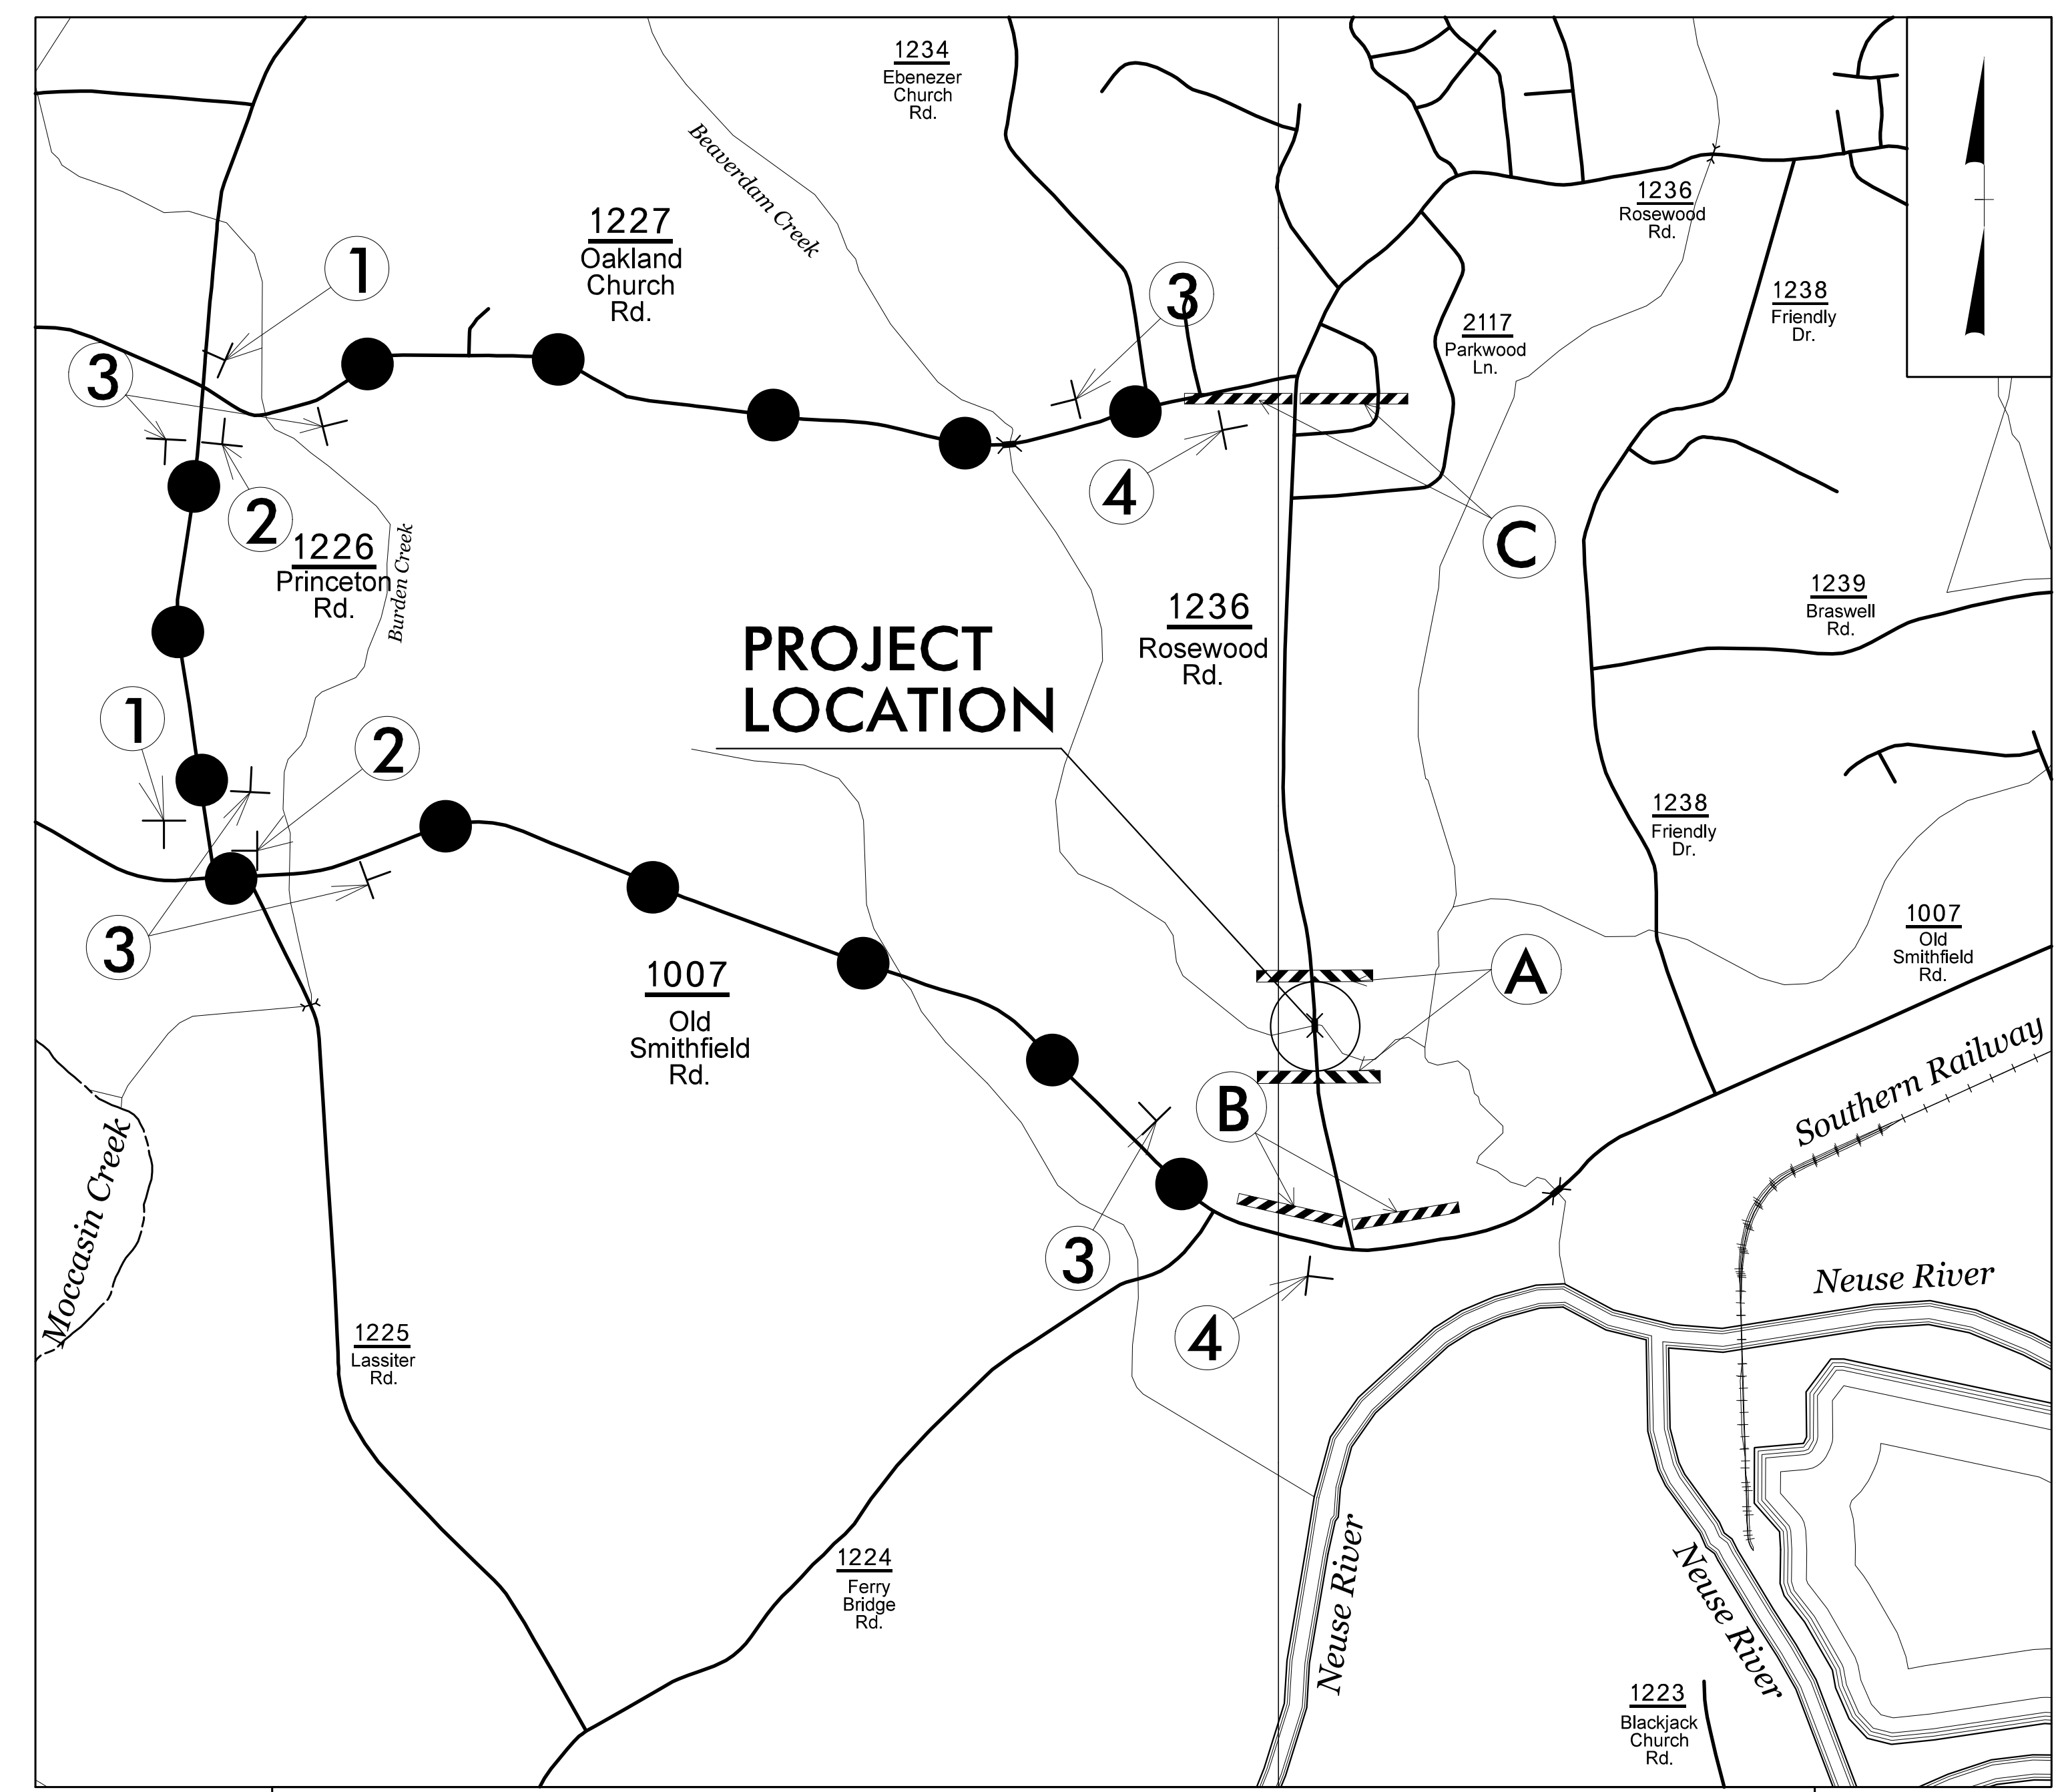 1234
Ebenezer
Church
Rd.
Beaverdam Creek
1236
Rosewood
Rd.
1227
Oakland
Church
Rd.
1
3
1238
Friendly
Dr.
2117
Parkwood
Ln.
3
4
2
C
1226
Princeton
Rd.
Burden Creek
1239
Braswell
Rd.
1236
Rosewood
Rd.
PROJECT
LOCATION
1
2
1238
Friendly
Dr.
3
1007
Old
Smithfield
Rd.
A
1007
Old
Smithfield
Rd.
Southern Railway
B
Moccasin Creek
3
Neuse River
4
1225
Lassiter
Rd.
1224
Ferry
Bridge
Rd.
Neuse River
Neuse River
1223
Blackjack
Church
Rd.